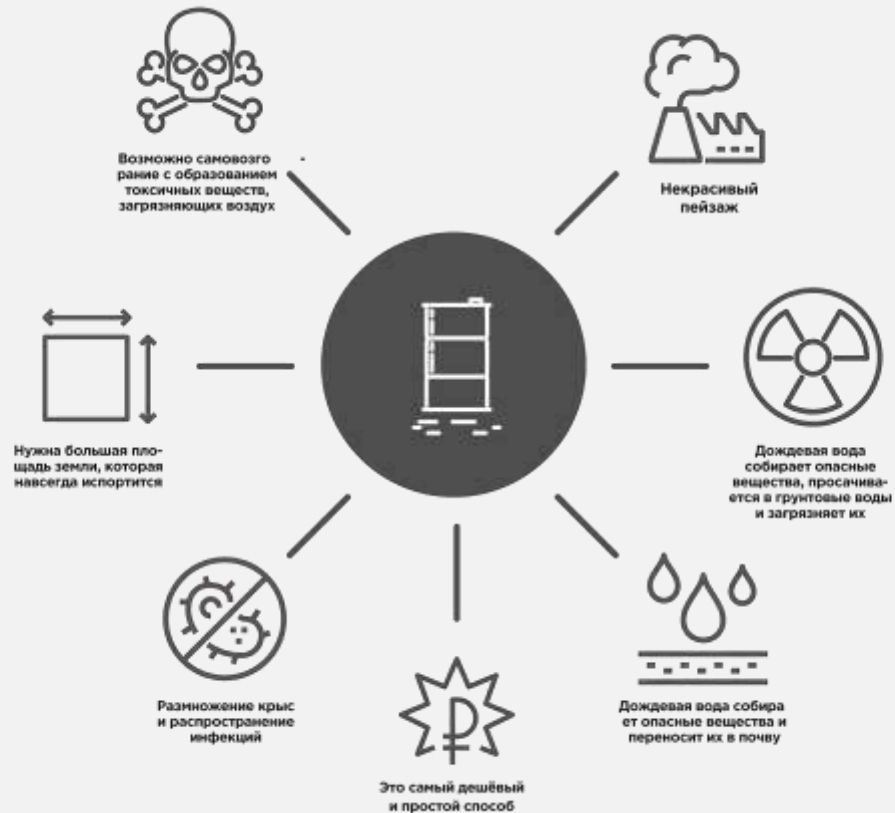 Возможно самовозго -
рание с образованием
токсичных веществ,
загрязняющих воздух
Некрасивый
пейзаж
Нужна большая пло-
щадь земли, которая
навсегда испортится
Дождевая вода
собирает опасные
вещества, просачива-
ется в грунтовые воды
и загрязняет их
Размножение крыс
и распространение
инфекций
Дождевая вода собира
ет опасные вещества и
переносит их в почву
Это самый дешёвый
и простой способ